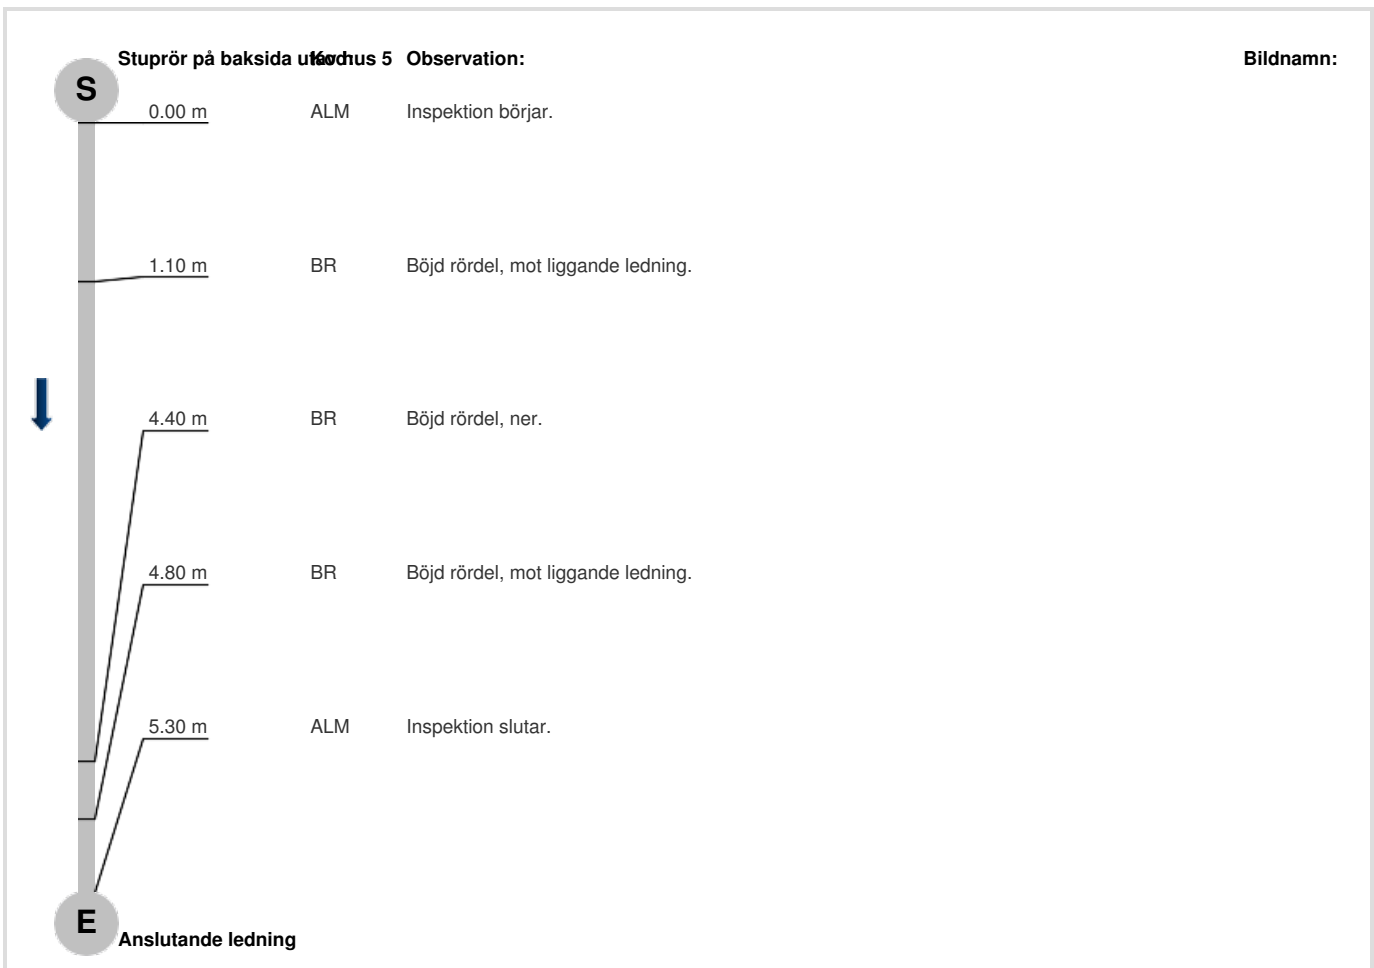 S
Stuprör på baksida utav hus 5 Kod: Observation: Bildnamn:
0.00 m ALM Inspektion börjar.
1.10 m BR Böjd rördel, mot liggande ledning.
4.40 m BR Böjd rördel, ner.
4.80 m BR Böjd rördel, mot liggande ledning.
5.30 m ALM Inspektion slutar.
E
Anslutande ledning